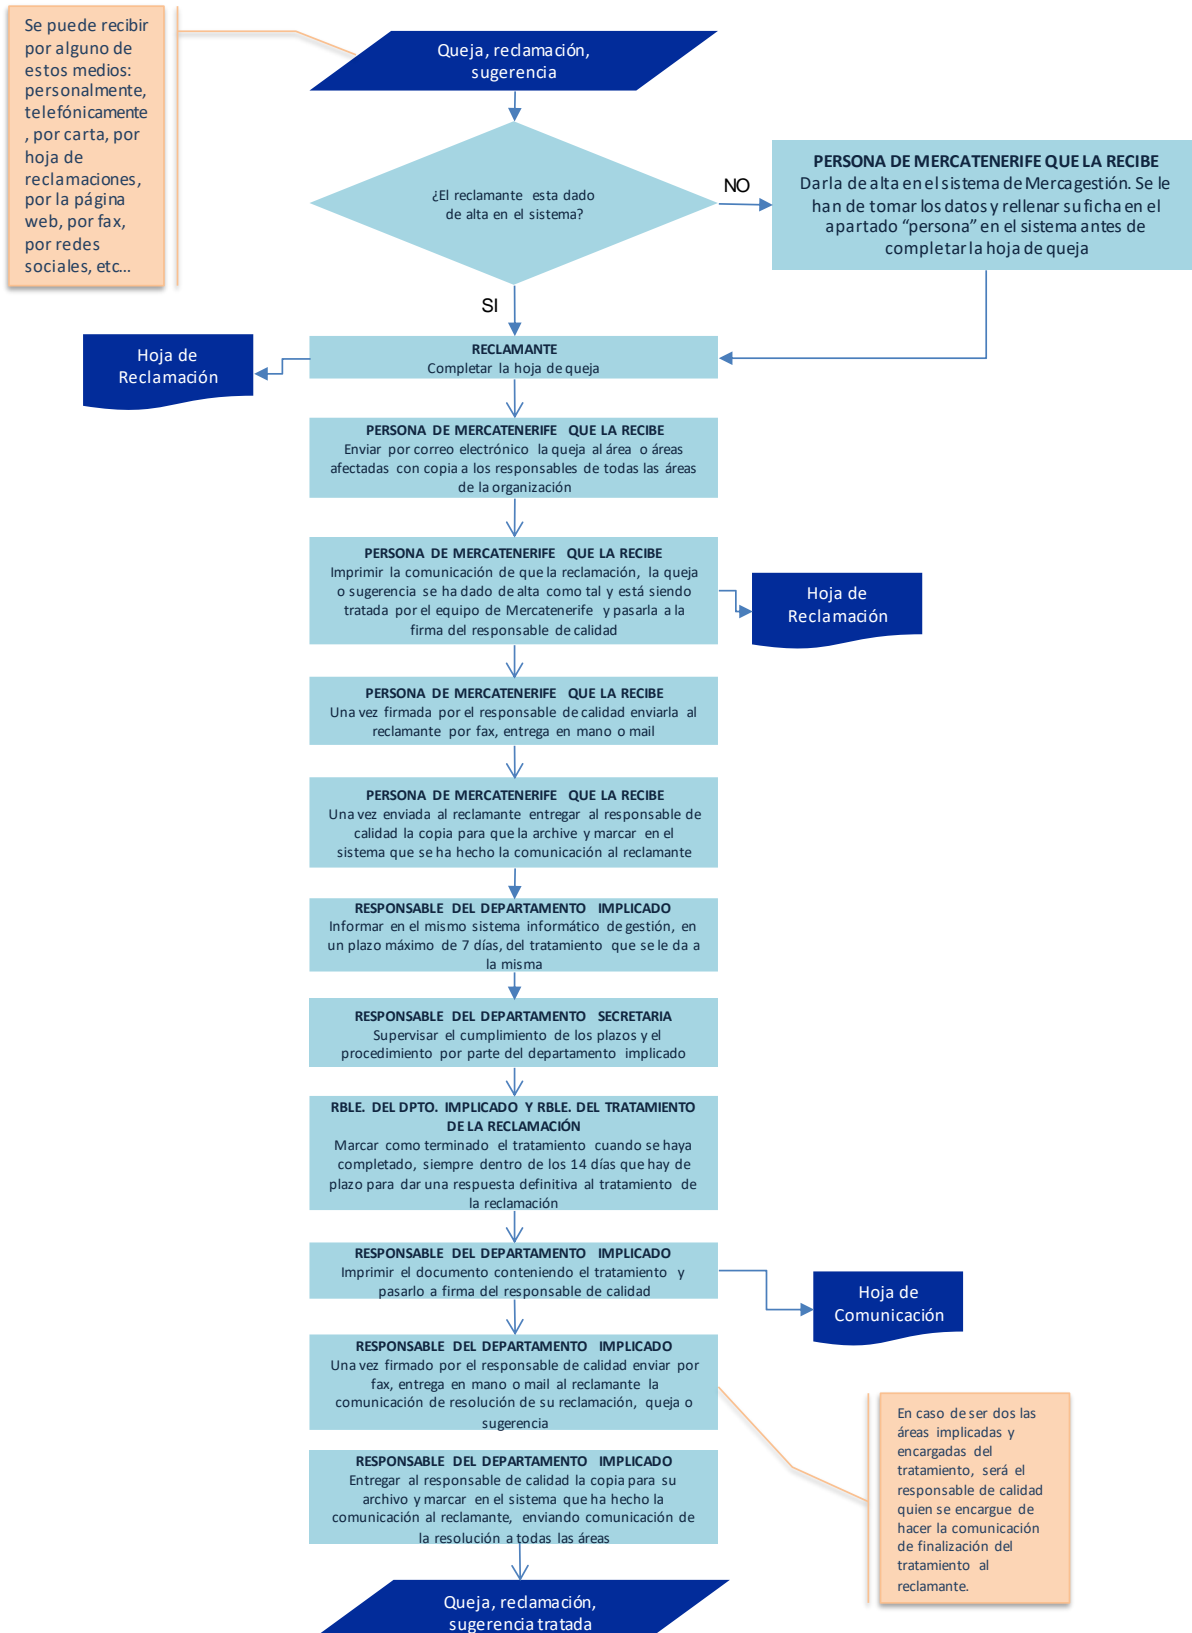 Se puede recibir
por alguno de
estos medios:
personalmente,
telefónicamente
, por carta, por
hoja de
reclamaciones,
por la página
web, por fax,
por redes
sociales, etc...
Queja, reclamación,
sugerencia
¿El reclamante esta dado
de alta en el sistema?
NO
PERSONA DE MERCATENERIFE QUE LA RECIBE
Darla de alta en el sistema de Mercagestión. Se le
han de tomar los datos y rellenar su ficha en el
apartado “persona” en el sistema antes de
completar la hoja de queja
SI
Hoja de
Reclamación
RECLAMANTE
Completar la hoja de queja
PERSONA DE MERCATENERIFE QUE LA RECIBE
Enviar por correo electrónico la queja al área o áreas
afectadas con copia a los responsables de todas las áreas
de la organización
PERSONA DE MERCATENERIFE QUE LA RECIBE
Imprimir la comunicación de que la reclamación, la queja
o sugerencia se ha dado de alta como tal y está siendo
tratada por el equipo de Mercatenerife y pasarla a la
firma del responsable de calidad
Hoja de
Reclamación
PERSONA DE MERCATENERIFE QUE LA RECIBE
Una vez firmada por el responsable de calidad enviarla al
reclamante por fax, entrega en mano o mail
PERSONA DE MERCATENERIFE QUE LA RECIBE
Una vez enviada al reclamante entregar al responsable de
calidad la copia para que la archive y marcar en el
sistema que se ha hecho la comunicación al reclamante
RESPONSABLE DEL DEPARTAMENTO IMPLICADO
Informar en el mismo sistema informático de gestión, en
un plazo máximo de 7 días, del tratamiento que se le da a
la misma
RESPONSABLE DEL DEPARTAMENTO SECRETARIA
Supervisar el cumplimiento de los plazos y el
procedimiento por parte del departamento implicado
RBLE. DEL DPTO. IMPLICADO Y RBLE. DEL TRATAMIENTO
DE LA RECLAMACIÓN
Marcar como terminado el tratamiento cuando se haya
completado, siempre dentro de los 14 días que hay de
plazo para dar una respuesta definitiva al tratamiento de
la reclamación
RESPONSABLE DEL DEPARTAMENTO IMPLICADO
Imprimir el documento conteniendo el tratamiento y
pasarlo a firma del responsable de calidad
Hoja de
Comunicación
RESPONSABLE DEL DEPARTAMENTO IMPLICADO
Una vez firmado por el responsable de calidad enviar por
fax, entrega en mano o mail al reclamante la
comunicación de resolución de su reclamación, queja o
sugerencia
En caso de ser dos las
áreas implicadas y
encargadas del
tratamiento, será el
responsable de calidad
quien se encargue de
hacer la comunicación
de finalización del
tratamiento al
reclamante.
RESPONSABLE DEL DEPARTAMENTO IMPLICADO
Entregar al responsable de calidad la copia para su
archivo y marcar en el sistema que ha hecho la
comunicación al reclamante, enviando comunicación de
la resolución a todas las áreas
Queja, reclamación,
sugerencia tratada